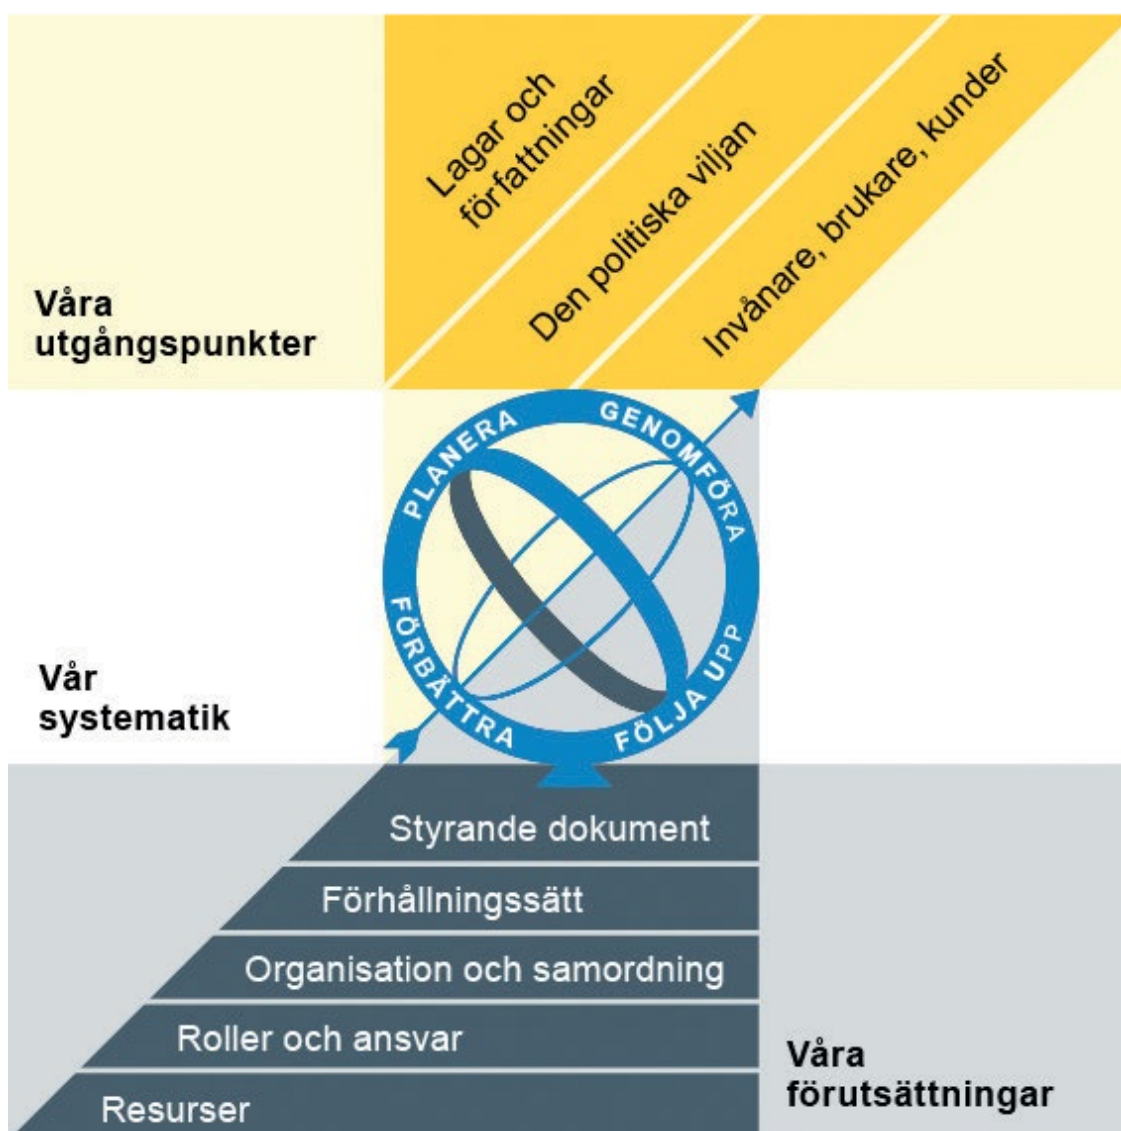 Lagar och
författningar
Den politiska viljan
Invånare, brukare, kunder
Våra
utgångspunkter
PLANERA
GENOMFÖRA
FÖLJA UPP
FÖRBÄTTRA
Vår
systematik
Styrande dokument
Förhållningssätt
Organisation och samordning
Roller och ansvar
Resurser
Våra
förutsättningar